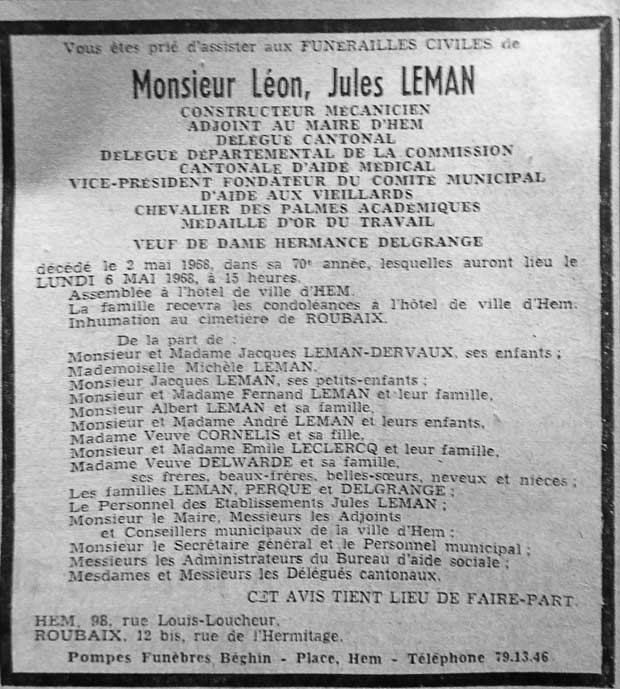 Vous êtes prié d'assister aux FUNERAILLES CIVILES de
Monsieur Léon, Jules LEMAN
CONSTRUCTEUR MECANICIEN
ADJOINT AU MAIRE D'HEM
DELEGUE CANTONAL
DELEGUE DEPARTEMENTAL DE LA COMMISSION
CANTONALE D'AIDE MEDICAL
VICE-PRESIDENT FONDATEUR DU COMITE MUNICIPAL
D'AIDE AUX VIEILLARDS
CHEVALIER DES PALMES ACADEMIQUES
MEDAILLE D'OR DU TRAVAIL
VEUF DE DAME HERMANCE DELGRANGE
décédé le 2 mai 1968, dans sa 70e année, lesquelles auront lieu le
LUNDI 6 MAI 1968, à 15 heures.
Assemblée à l'hôtel de ville d'HEM.
La famille recevra les condoléances à l'hôtel de ville d'Hem.
Inhumation au cimetière de ROUBAIX.
De la part de :
Monsieur et Madame Jacques LEMAN-DERVAUX, ses enfants ;
Mademoiselle Michèle LEMAN,
Monsieur Jacques LEMAN, ses petits-enfants ;
Monsieur et Madame Fernand LEMAN et leur famille,
Monsieur Albert LEMAN et sa famille,
Monsieur et Madame André LEMAN et leurs enfants,
Madame Veuve CORNELIS et sa fille,
Monsieur et Madame Emile LECLERCQ et leur famille,
Madame Veuve DELWARDE et sa famille,
ses frères, beaux-frères, belles-sœurs, neveux et nièces ;
Les familles LEMAN, PERQUE et DELGRANGE ;
Le Personnel des Etablissements Jules LEMAN ;
Monsieur le Maire, Messieurs les Adjoints
et Conseillers municipaux de la ville d'Hem ;
Monsieur le Secrétaire général et le Personnel municipal ;
Messieurs les Administrateurs du Bureau d'aide sociale ;
Mesdames et Messieurs les Délégués cantonaux.
CET AVIS TIENT LIEU DE FAIRE-PART.
HEM, 98, rue Louis-Loucheur.
ROUBAIX, 12 bis, rue de l'Hermitage.
Pompes Funèbres Béghin - Place, Hem - Téléphone 79.13.46